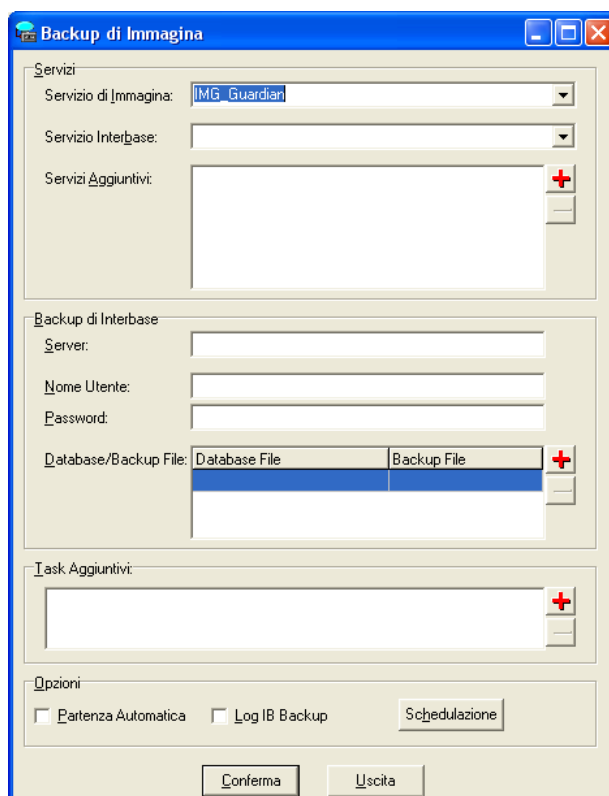 Backup di Immagina
Servizi
Servizio di Immagina: IMG_Guardian
Servizio Interbase:
Servizi Aggiuntivi:
Backup di Interbase
Server:
Nome Utente:
Password:
Database/Backup File: Database File Backup File
Task Aggiuntivi:
Opzioni
Partenza Automatica Log IB Backup Schedulazione
Conferma Uscita